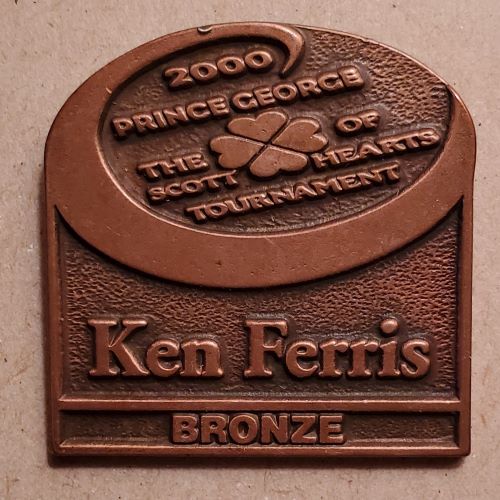 2000
PRINCE GEORGE
THE OF
SCOTT HEARTS
TOURNAMENT
Ken Ferris
BRONZE